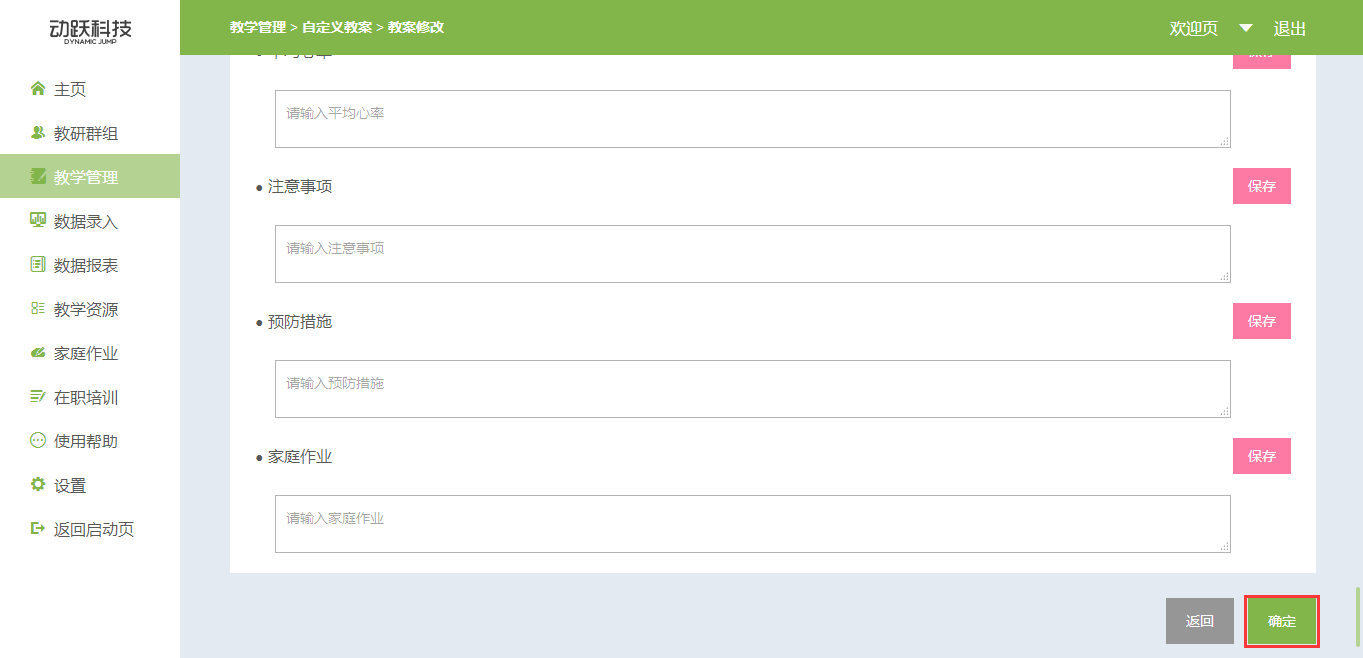 动跃科技
DYNAMIC JUMP
教学管理 > 自定义教案 > 教案修改
欢迎页
退出
主页
教研群组
教学管理
数据录入
数据报表
教学资源
家庭作业
在职培训
使用帮助
设置
返回启动页
请输入平均心率
● 注意事项
保存
请输入注意事项
● 预防措施
保存
请输入预防措施
● 家庭作业
保存
请输入家庭作业
返回
确定